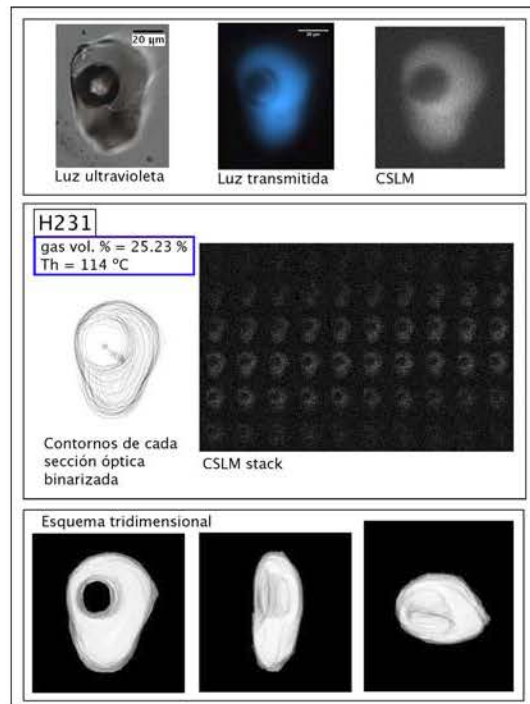 20 µm
Luz ultravioleta
Luz transmitida
CSLM
H231
gas vol. % = 25.23 %
Th = 114 ºC
Contornos de cada
sección óptica
binarizada
CSLM stack
Esquema tridimensional